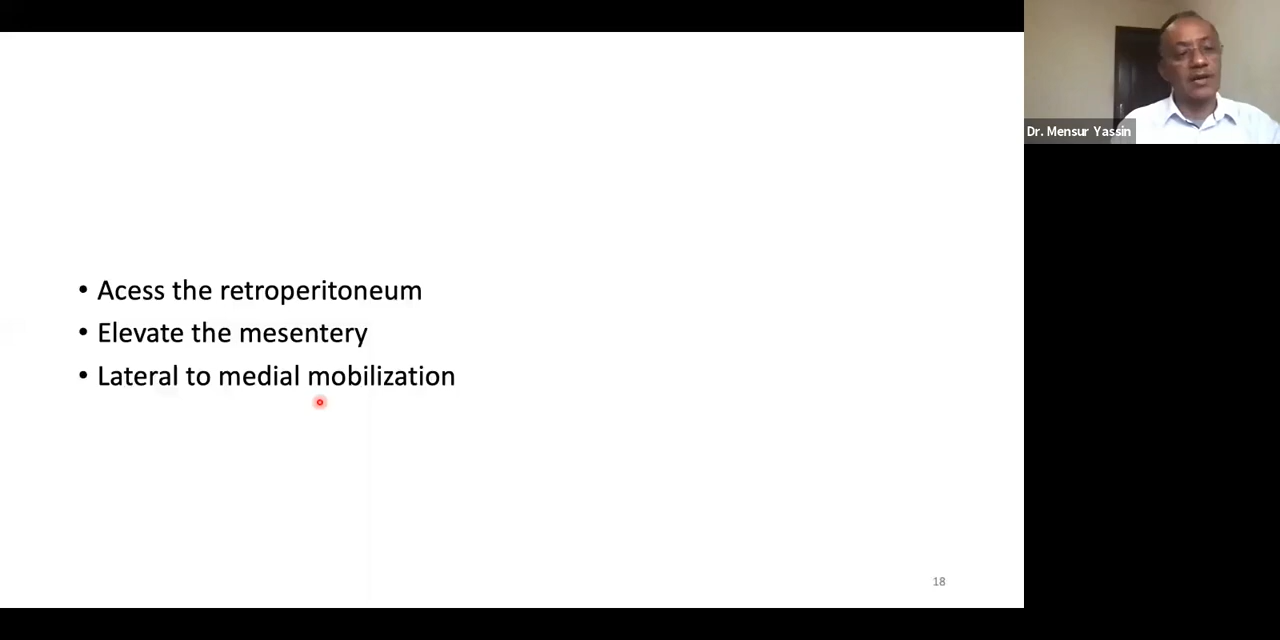 • Acess the retroperitoneum
• Elevate the mesentery
• Lateral to medial mobilization
18
Dr. Mensur Yassin